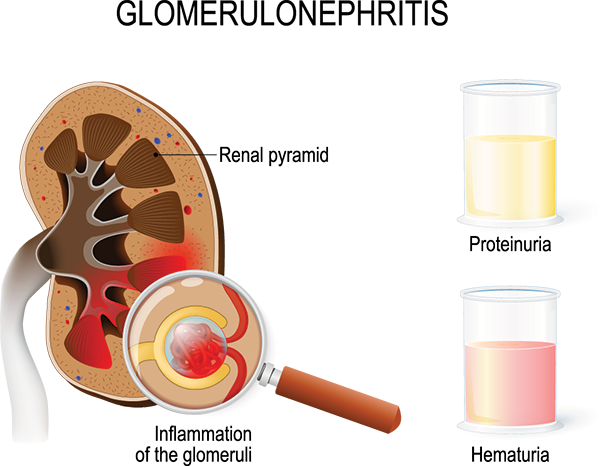 GLOMERULONEPHRITIS
Renal pyramid
Proteinuria
Inflammation
of the glomeruli
Hematuria